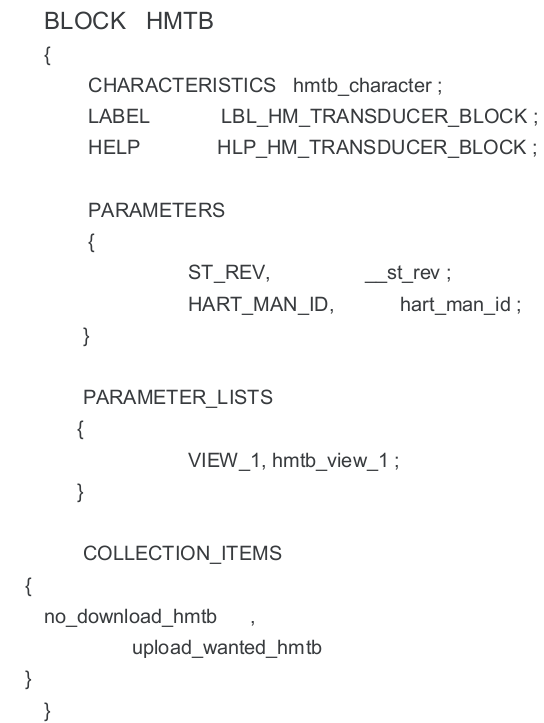 BLOCK HMTB
{
CHARACTERISTICS hmtb_character ;
LABEL LBL_HM_TRANSDUCER_BLOCK ;
HELP HLP_HM_TRANSDUCER_BLOCK ;
PARAMETERS
{
ST_REV, __st_rev ;
HART_MAN_ID, hart_man_id ;
}
PARAMETER_LISTS
{
VIEW_1, hmtb_view_1 ;
}
COLLECTION_ITEMS
{
no_download_hmtb ,
upload_wanted_hmtb
}
}